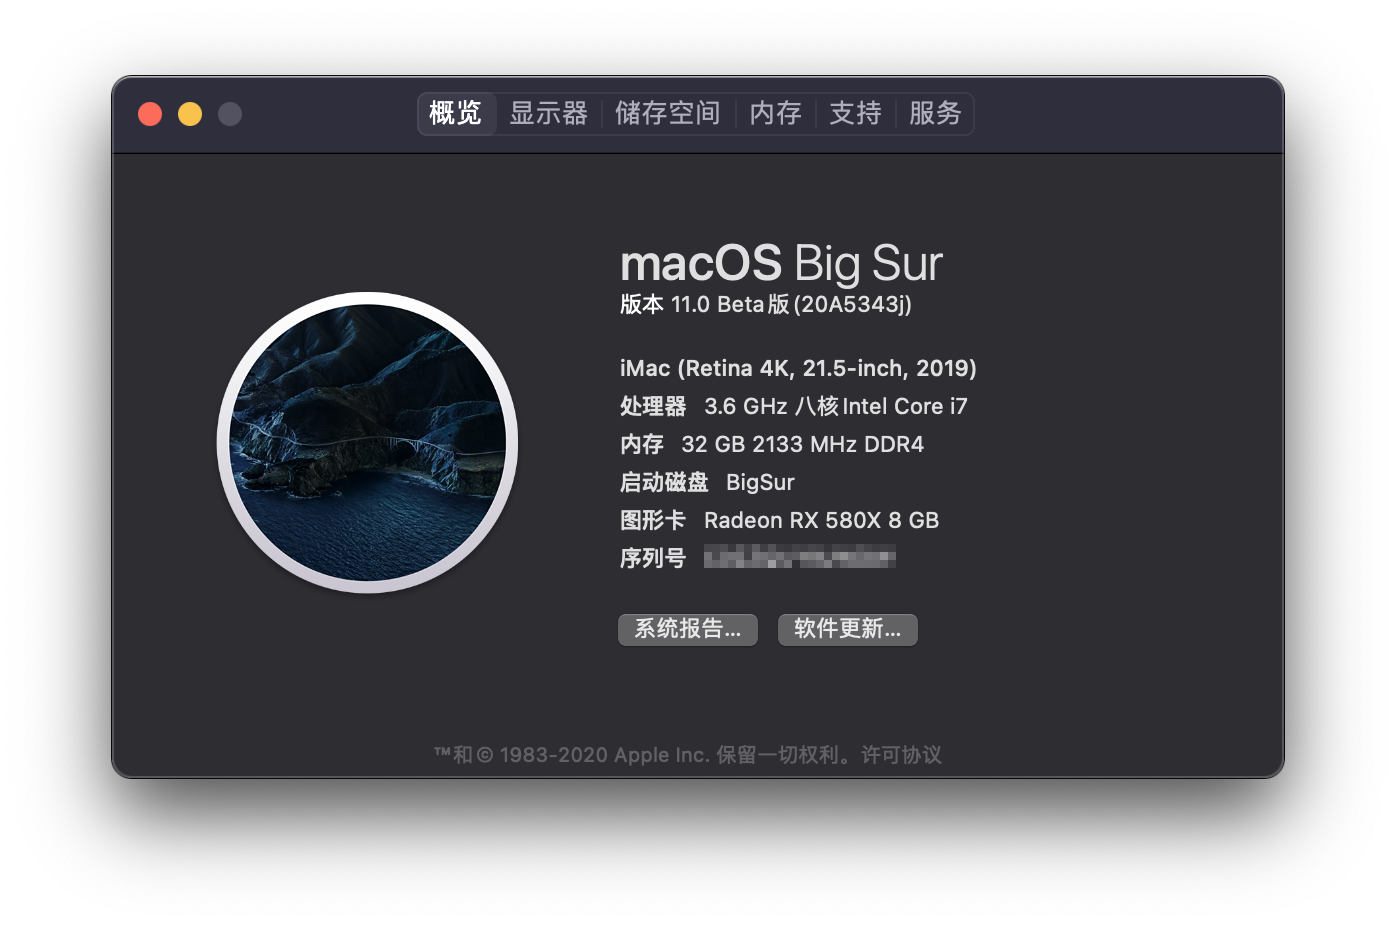 概览 显示器 储存空间 内存 支持 服务
macOS Big Sur
版本 11.0 Beta版 (20A5343j)
iMac (Retina 4K, 21.5-inch, 2019)
处理器 3.6 GHz 八核Intel Core i7
内存 32 GB 2133 MHz DDR4
启动磁盘 BigSur
图形卡 Radeon RX 580X 8 GB
序列号
系统报告... 软件更新...
™和© 1983-2020 Apple Inc. 保留一切权利。许可协议